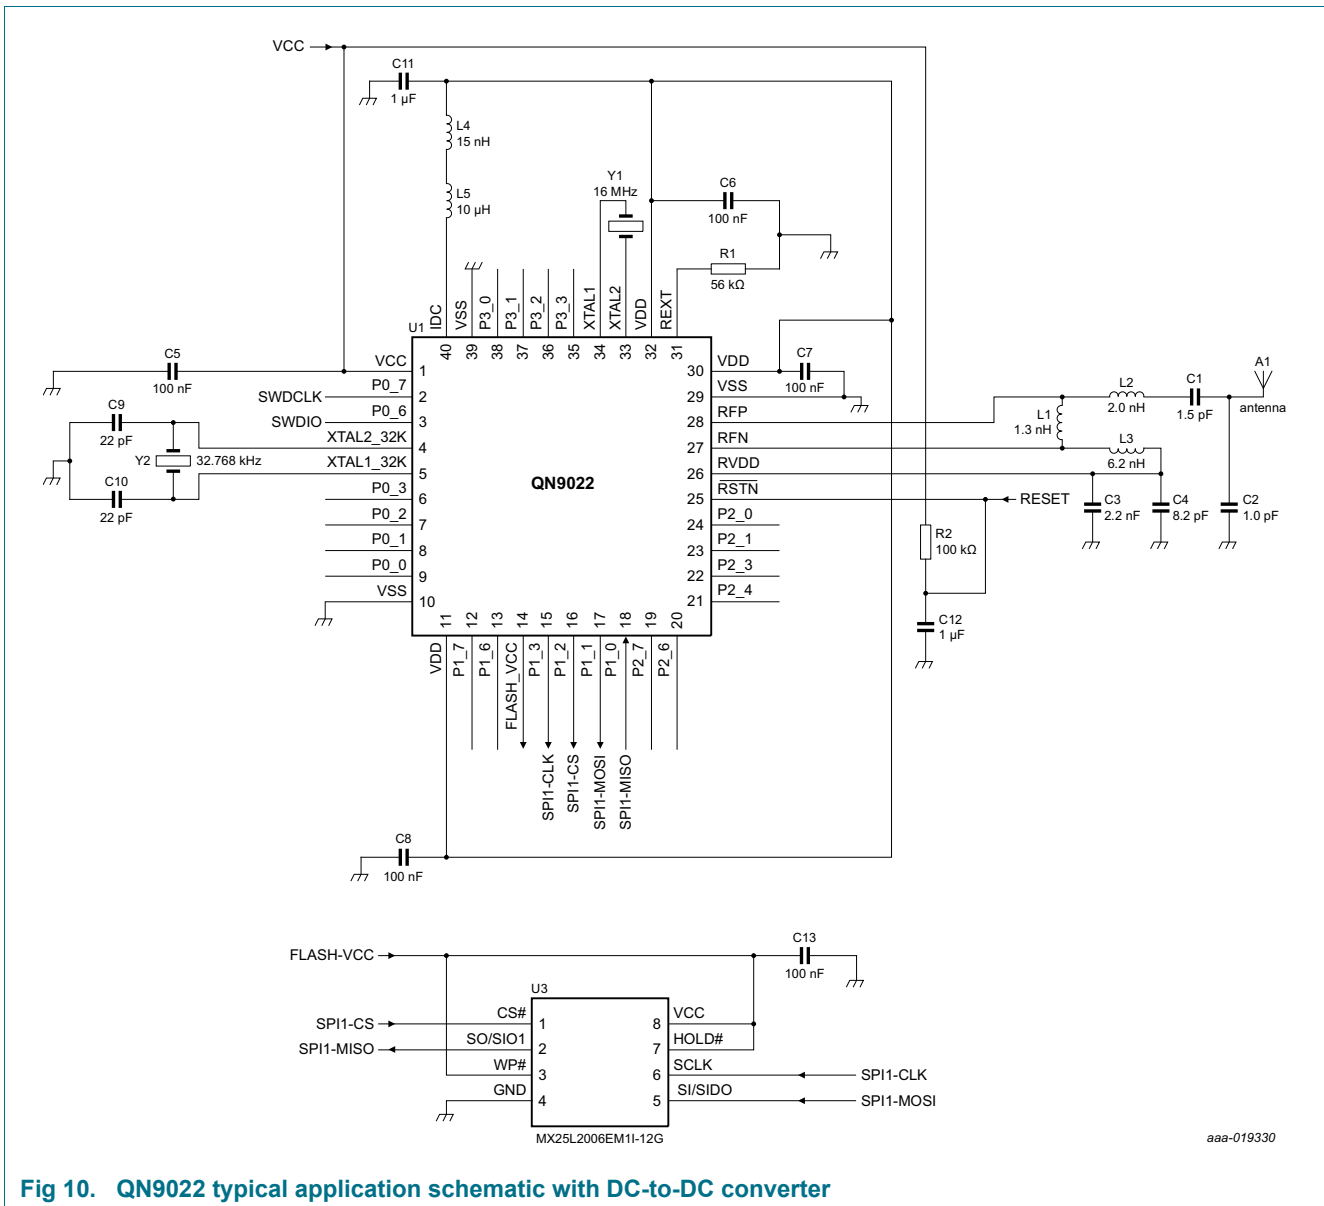 VCC
C11
1 μF
L4
15 nH
L5
10 μH
Y1
16 MHz
C6
100 nF
R1
56 kΩ
U1
IDC
VSS
P3_0
P3_1
P3_2
P3_3
XTAL1
XTAL2
VDD
REXT
40
39
38
37
36
35
34
33
32
31
C5
100 nF
VCC
1
SWDCLK
P0_7
2
SWDIO
P0_6
3
C9
22 pF
XTAL2_32K
4
Y2
32.768 kHz
XTAL1_32K
5
C10
22 pF
P0_3
6
P0_2
7
P0_1
8
P0_0
9
VSS
10
QN9022
30
VDD
C7
100 nF
29
VSS
28
RFP
27
RFN
26
RVDD
25
RSTN
RESET
24
P2_0
23
P2_1
22
P2_3
21
P2_4
L1
1.3 nH
L2
2.0 nH
C1
1.5 pF
A1
antenna
L3
6.2 nH
C3
2.2 nF
C4
8.2 pF
C2
1.0 pF
R2
100 kΩ
C12
1 μF
11
12
13
14
15
16
17
18
19
20
VDD
P1_7
P1_6
FLASH_VCC
P1_3
P1_2
P1_1
P1_0
P2_7
P2_6
SPI1-CLK
SPI1-CS
SPI1-MOSI
SPI1-MISO
C8
100 nF
FLASH-VCC
C13
100 nF
U3
SPI1-CS
CS#
1
SPI1-MISO
SO/SIO1
2
WP#
3
GND
4
8
VCC
7
HOLD#
6
SCLK
SPI1-CLK
5
SI/SIDO
SPI1-MOSI
MX25L2006EM1I-12G
aaa-019330
Fig 10. QN9022 typical application schematic with DC-to-DC converter